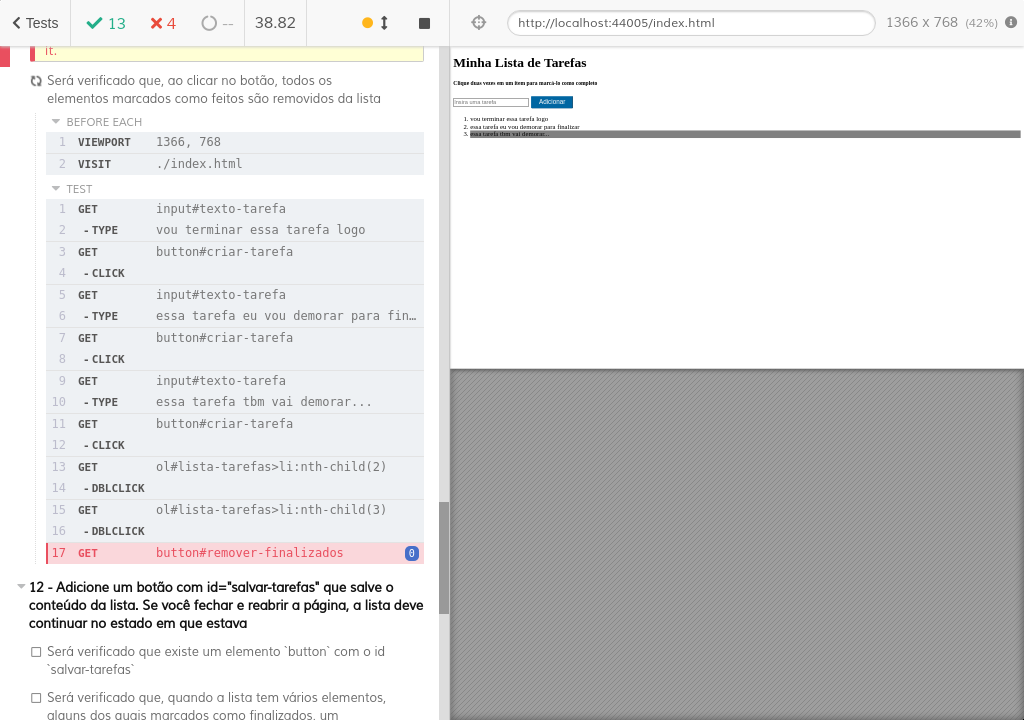 Tests
13
4
--
38.82
http://localhost:44005/index.html
1366 x 768 (42%)
it.
Será verificado que, ao clicar no botão, todos os
elementos marcados como feitos são removidos da lista
BEFORE EACH
1 VIEWPORT 1366, 768
2 VISIT ./index.html
TEST
1 GET input#texto-tarefa
2 -TYPE vou terminar essa tarefa logo
3 GET button#criar-tarefa
4 -CLICK
5 GET input#texto-tarefa
6 -TYPE essa tarefa eu vou demorar para fin…
7 GET button#criar-tarefa
8 -CLICK
9 GET input#texto-tarefa
10 -TYPE essa tarefa tbm vai demorar...
11 GET button#criar-tarefa
12 -CLICK
13 GET ol#lista-tarefas>li:nth-child(2)
14 -DBLCLICK
15 GET ol#lista-tarefas>li:nth-child(3)
16 -DBLCLICK
17 GET button#remover-finalizados 0
12 - Adicione um botão com id="salvar-tarefas" que salve o
conteúdo da lista. Se você fechar e reabrir a página, a lista deve
continuar no estado em que estava
Será verificado que existe um elemento `button` com o id
`salvar-tarefas`
Será verificado que, quando a lista tem vários elementos,
alguns dos quais marcados como finalizados, um
Minha Lista de Tarefas
Clique duas vezes em um item para marcá-lo como completo
Insira uma tarefa Adicionar
1. vou terminar essa tarefa logo
2. essa tarefa eu vou demorar para finalizar
3. essa tarefa tbm vai demorar...